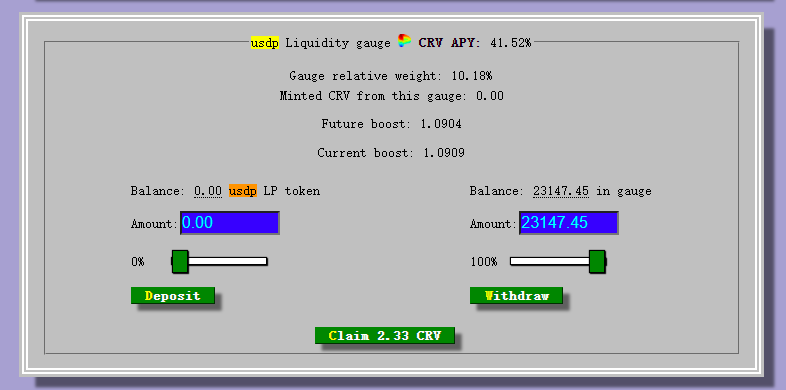 usdp Liquidity gauge CRV APY: 41.52%
Gauge relative weight: 10.18%
Minted CRV from this gauge: 0.00
Future boost: 1.0904
Current boost: 1.0909
Balance: 0.00 usdp LP token
Balance: 23147.45 in gauge
Amount: 0.00
Amount: 23147.45
0%
100%
Deposit
Withdraw
Claim 2.33 CRV